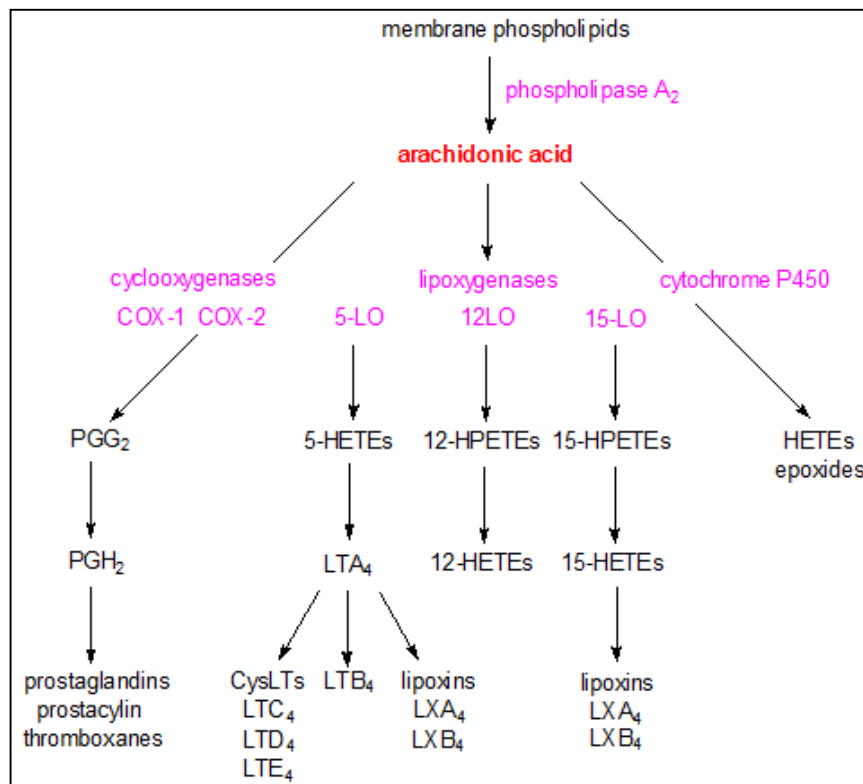 membrane phospholipids
phospholipase A₂
arachidonic acid
cyclooxygenases lipoxygenases cytochrome P450
COX-1 COX-2 5-LO 12LO 15-LO
PGG₂ 5-HETEs 12-HPETEs 15-HPETEs HETEs
epoxides
PGH₂ LTA₄ 12-HETEs 15-HETEs
prostaglandins CysLTs LTB₄ lipoxins lipoxins
prostacylin LTC₄ LXA₄ LXA₄
thromboxanes LTD₄ LXB₄ LXB₄
LTE₄